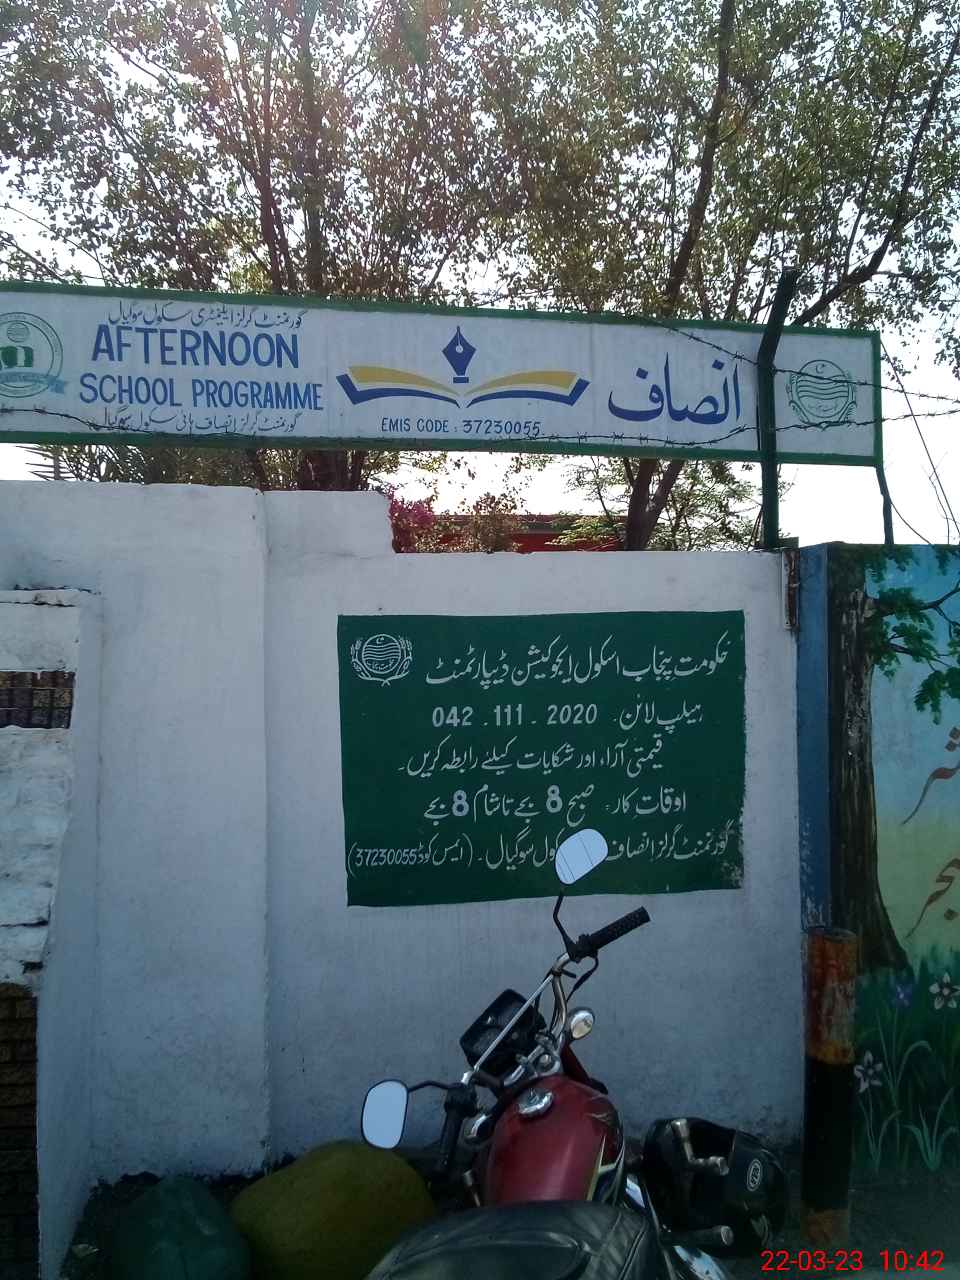 گورنمنٹ گرلز ایلیمنٹری سکول سوگیال
AFTERNOON
SCHOOL PROGRAMME
گورنمنٹ گرلز انصاف ہائی سکول سوگیال
EMIS CODE : 37230055
انصاف
حکومت پنجاب اسکول ایجوکیشن ڈیپارٹمنٹ
ہیلپ لائن. 042 . 111 - 2020
قیمتی آراء اور شکایات کیلئے رابطہ کریں۔
اوقات کار: صبح 8 بجے تا شام 8 بجے
گورنمنٹ گرلز انصاف سوگیال - (ایمس کوڈ 37230055)
شجر
22-03-23 10:42